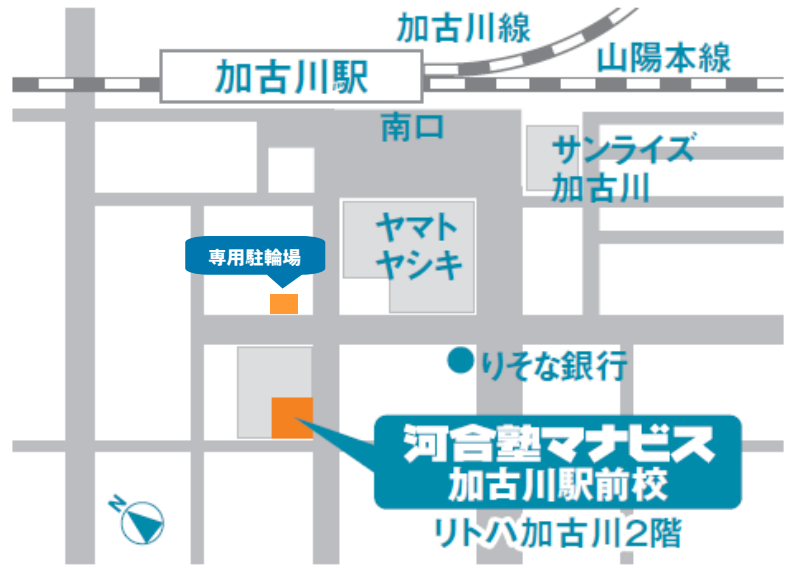 加古川線
山陽本線
加古川駅
南口
サンライズ
加古川
ヤマト
ヤシキ
専用駐輪場
りそな銀行
河合塾マナビス
加古川駅前校
リトハ加古川2階
N